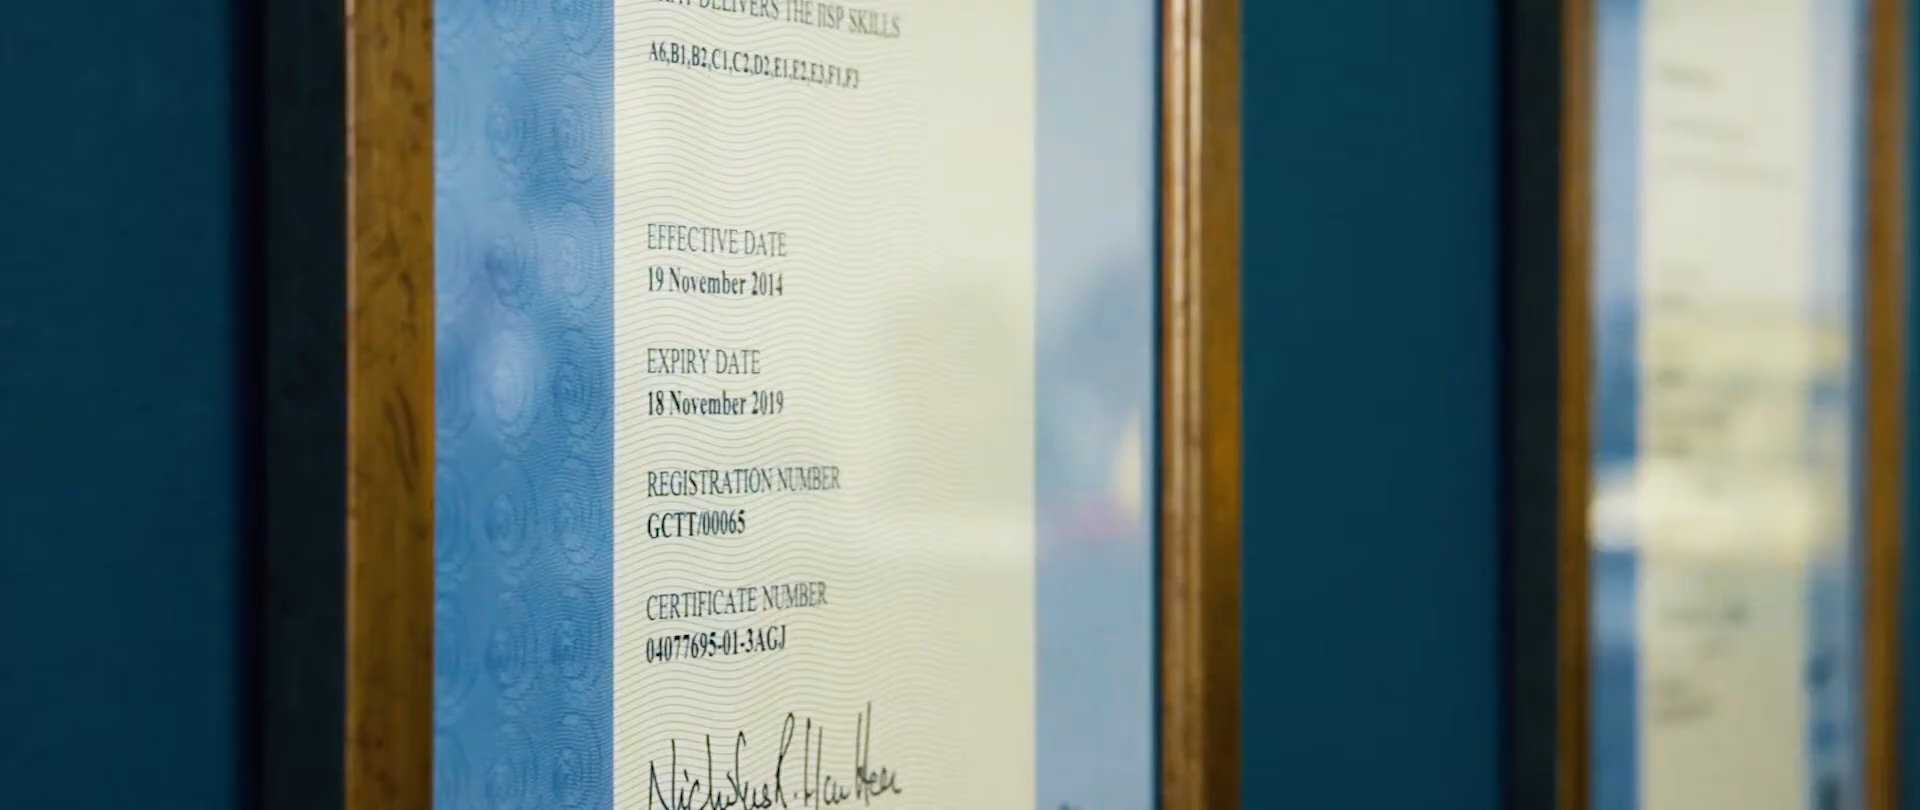 DELIVERS THE IISP SKILLS
A6,B1,B2,C1,C2,D2,E1,E2,E3,F1,F3
EFFECTIVE DATE
19 November 2014
EXPIRY DATE
18 November 2019
REGISTRATION NUMBER
GCTT/00065
CERTIFICATE NUMBER
04077695-01-3AGJ